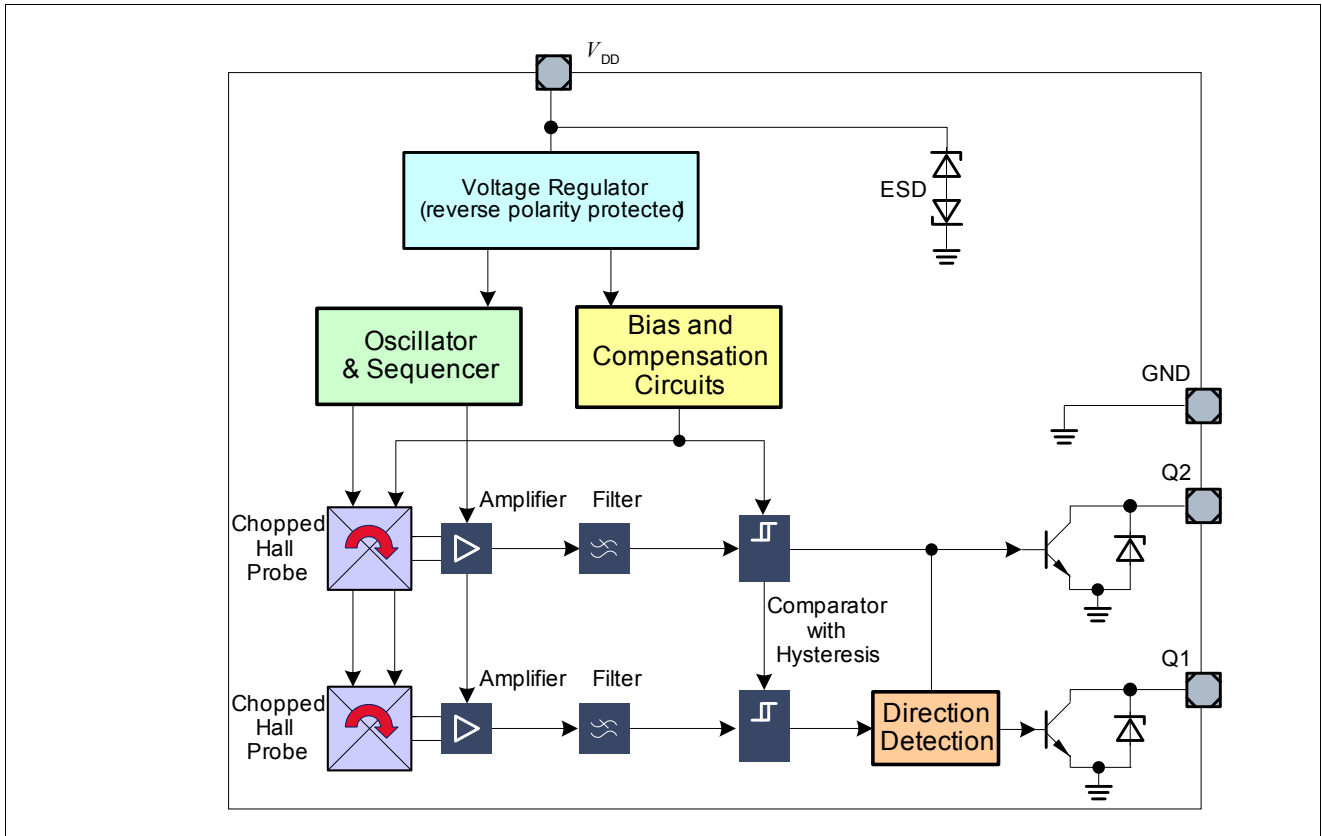 VDD
Voltage Regulator
(reverse polarity protected)
ESD
Oscillator
& Sequencer
Bias and
Compensation
Circuits
GND
Q2
Amplifier
Filter
Chopped
Hall
Probe
Comparator
with
Hysteresis
Q1
Amplifier
Filter
Chopped
Hall
Probe
Direction
Detection